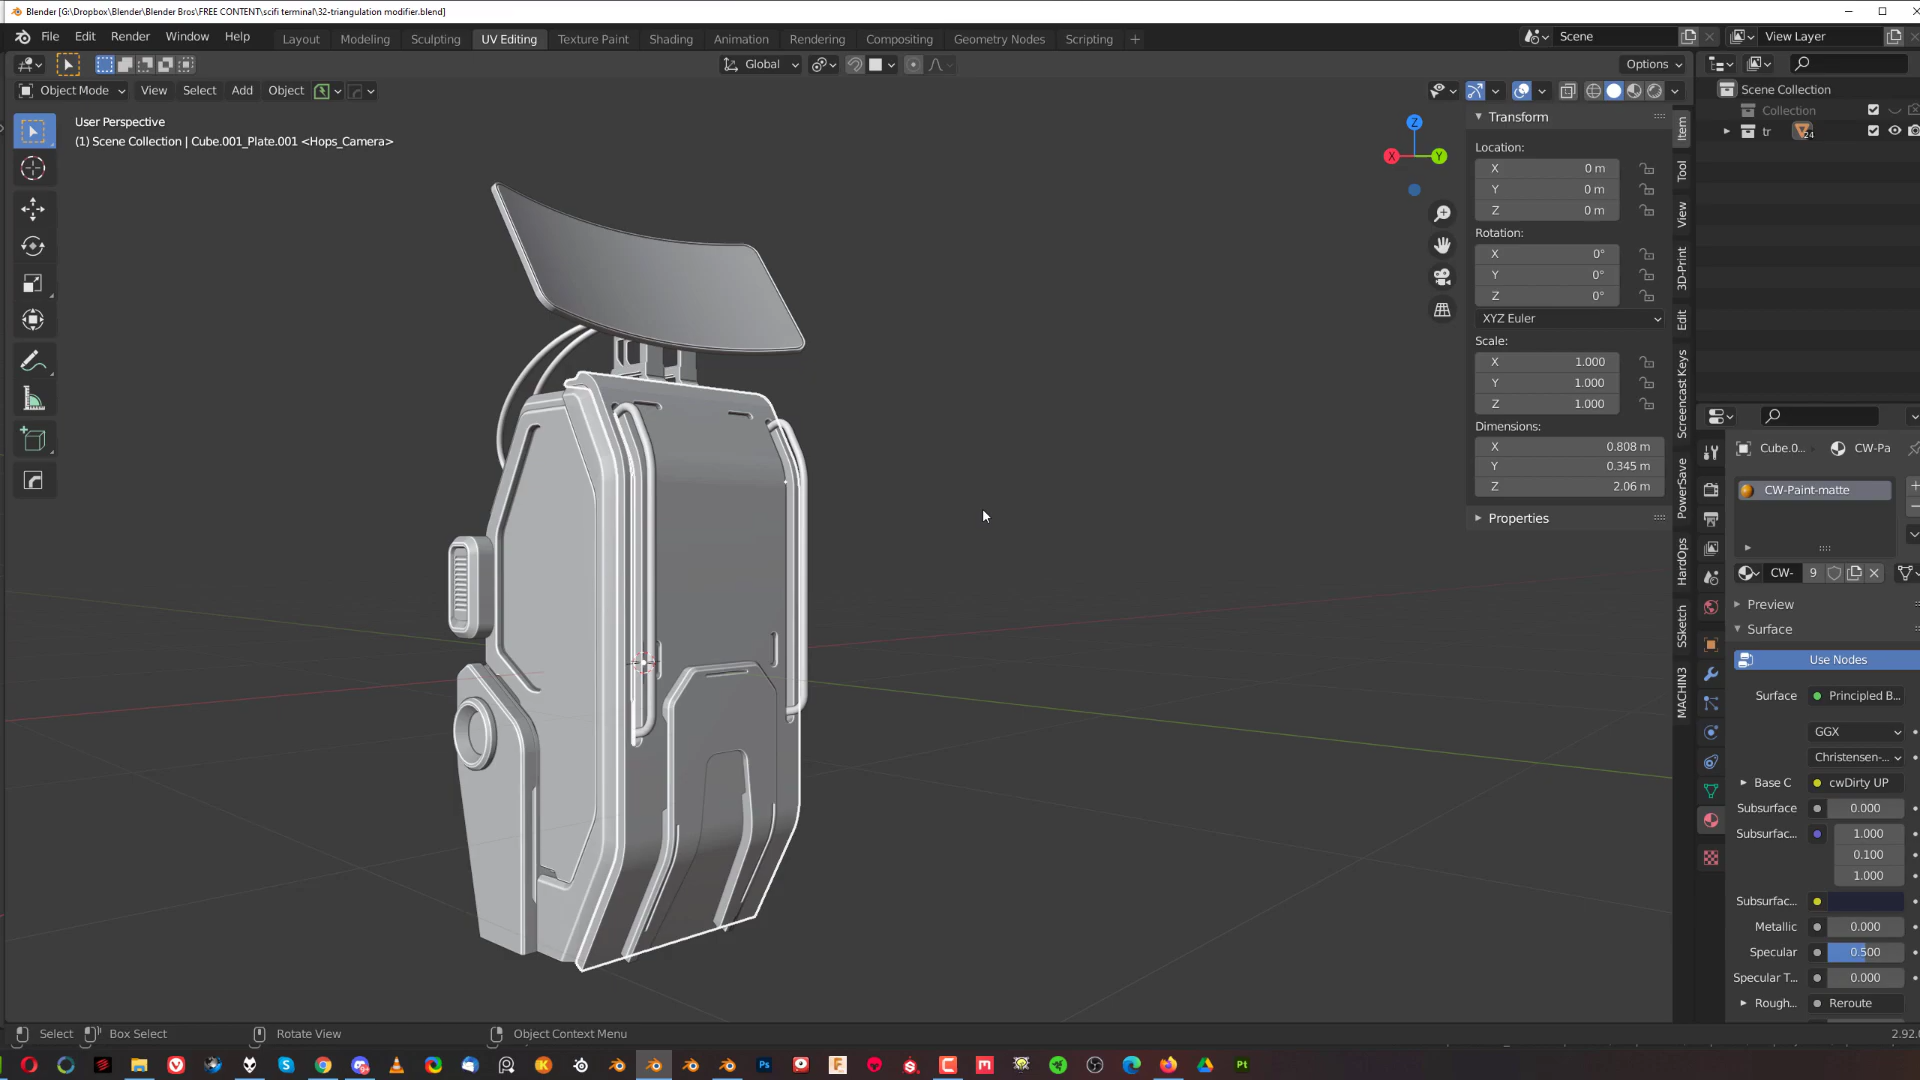 Blender [G:\Dropbox\Blender\Blender Bros\FREE CONTENT\scifi terminal\32-triangulation modifier.blend]
File Edit Render Window Help Layout Modeling Sculpting UV Editing Texture Paint Shading Animation Rendering Compositing Geometry Nodes Scripting + Scene View Layer
Global Options
Object Mode View Select Add Object
User Perspective
(1) Scene Collection | Cube.001_Plate.001 <Hops_Camera>
Z
X
Y
Transform
Location:
X 0 m
Y 0 m
Z 0 m
Rotation:
X 0°
Y 0°
Z 0°
XYZ Euler
Scale:
X 1.000
Y 1.000
Z 1.000
Dimensions:
X 0.808 m
Y 0.345 m
Z 2.06 m
Properties
Item
Tool
View
3D-Print
Edit
Screencast Keys
PowerSave
HardOps
SSketch
MACHIN3
Scene Collection
Collection
tr 24
Cube.0... CW-Pa
CW-Paint-matte
CW- 9
Preview
Surface
Use Nodes
Surface Principled B...
GGX
Christensen-...
Base C cwDirty UP
Subsurface 0.000
Subsurfac... 1.000
0.100
1.000
Subsurfac...
Metallic 0.000
Specular 0.500
Specular T... 0.000
Rough... Reroute
Select Box Select Rotate View Object Context Menu
2.92.
Ps
Pt